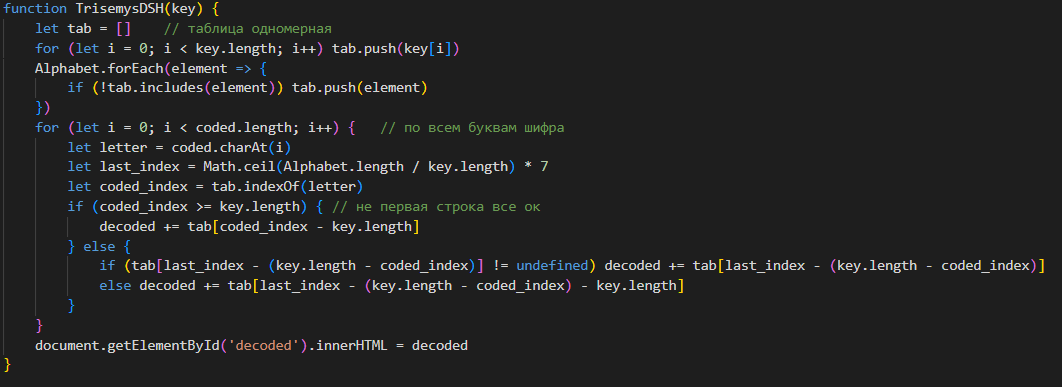 function TrisemysDSH(key) {
    let tab = []    // таблица одномерная
    for (let i = 0; i < key.length; i++) tab.push(key[i])
    Alphabet.forEach(element => {
        if (!tab.includes(element)) tab.push(element)
    })
    for (let i = 0; i < coded.length; i++) {   // по всем буквам шифра
        let letter = coded.charAt(i)
        let last_index = Math.ceil(Alphabet.length / key.length) * 7
        let coded_index = tab.indexOf(letter)
        if (coded_index >= key.length) { // не первая строка все ок
            decoded += tab[coded_index - key.length]
        } else {
            if (tab[last_index - (key.length - coded_index)] != undefined) decoded += tab[last_index - (key.length - coded_index)]
            else decoded += tab[last_index - (key.length - coded_index) - key.length]
        }
    }
    document.getElementById('decoded').innerHTML = decoded
}